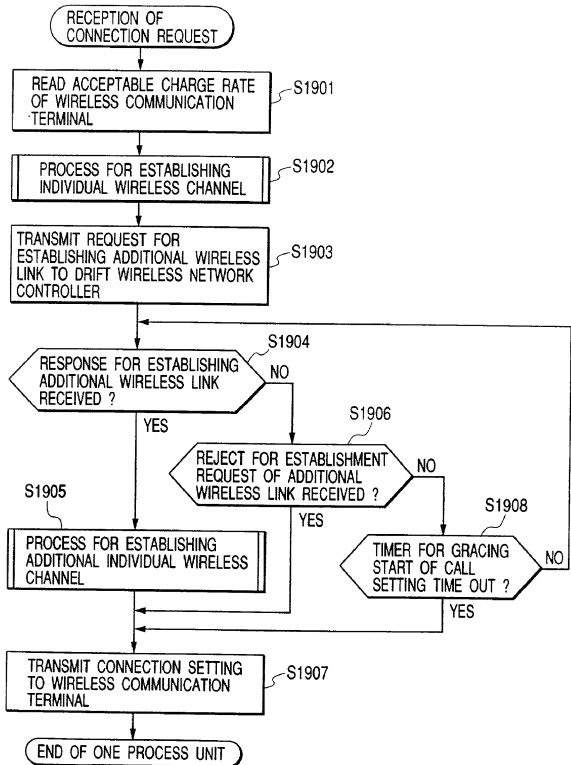 RECEPTION OF
CONNECTION REQUEST
READ ACCEPTABLE CHARGE RATE
OF WIRELESS COMMUNICATION
TERMINAL
S1901
PROCESS FOR ESTABLISHING
INDIVIDUAL WIRELESS CHANNEL
S1902
TRANSMIT REQUEST FOR
ESTABLISHING ADDITIONAL WIRELESS
LINK TO DRIFT WIRELESS NETWORK
CONTROLLER
S1903
S1904
RESPONSE FOR ESTABLISHING
ADDITIONAL WIRELESS LINK
RECEIVED ?
NO
YES
S1906
REJECT FOR ESTABLISHMENT
REQUEST OF ADDITIONAL
WIRELESS LINK RECEIVED ?
NO
YES
S1905
PROCESS FOR ESTABLISHING
ADDITIONAL INDIVIDUAL WIRELESS
CHANNEL
S1908
TIMER FOR GRACING
START OF CALL
SETTING TIME OUT ?
NO
YES
TRANSMIT CONNECTION SETTING
TO WIRELESS COMMUNICATION
TERMINAL
S1907
END OF ONE PROCESS UNIT